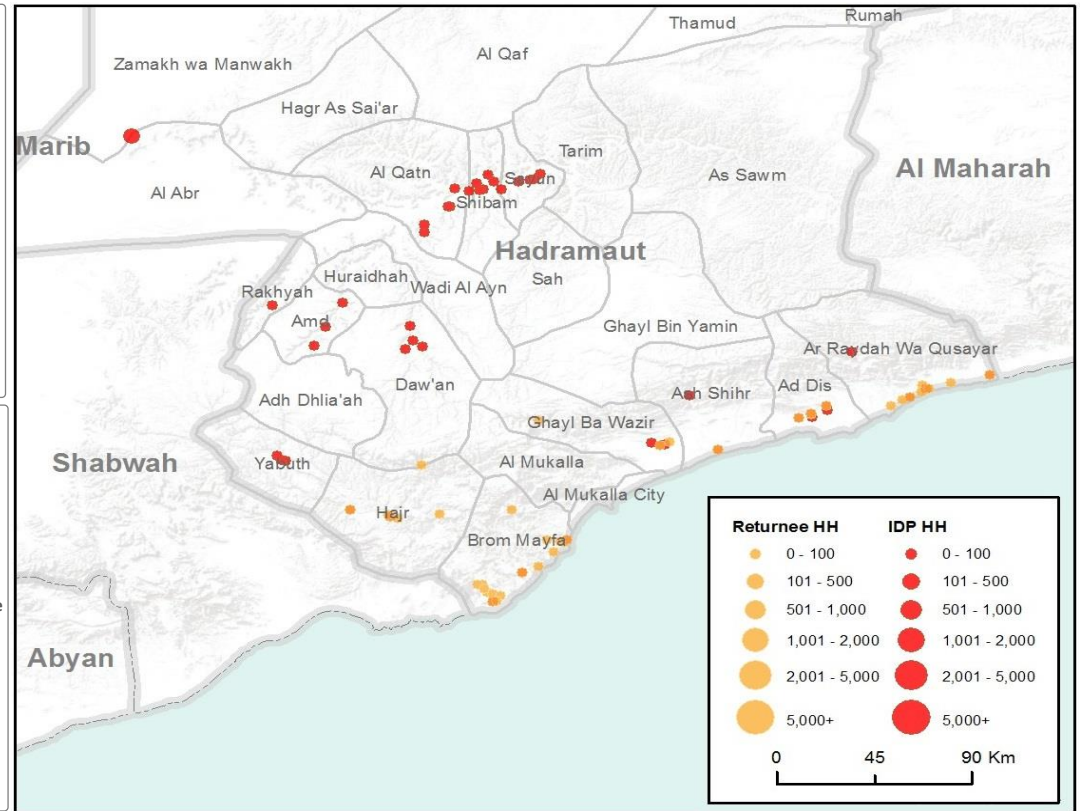 Rumah
Thamud
Al Qaf
Zamakh wa Manwakh
Hagr As Sai'ar
Marib
Tarim
Al Maharah
Al Qatn
As Sawm
Al Abr
Shibam
Hadramaut
Sah
Huraidhah
Wadi Al Ayn
Rakhyah
Amd
Ghayl Bin Yamin
Ar Raydah Wa Qusayar
Daw'an
Ad Dis
Ash Shihr
Adh Dhlia'ah
Ghayl Ba Wazir
Shabwah
Yabuth
Al Mukalla
Al Mukalla City
Hajr
Brom Mayfa
Abyan
Returnee HH IDP HH
0 - 100 0 - 100
101 - 500 101 - 500
501 - 1,000 501 - 1,000
1,001 - 2,000 1,001 - 2,000
2,001 - 5,000 2,001 - 5,000
5,000+ 5,000+
0 45 90 Km